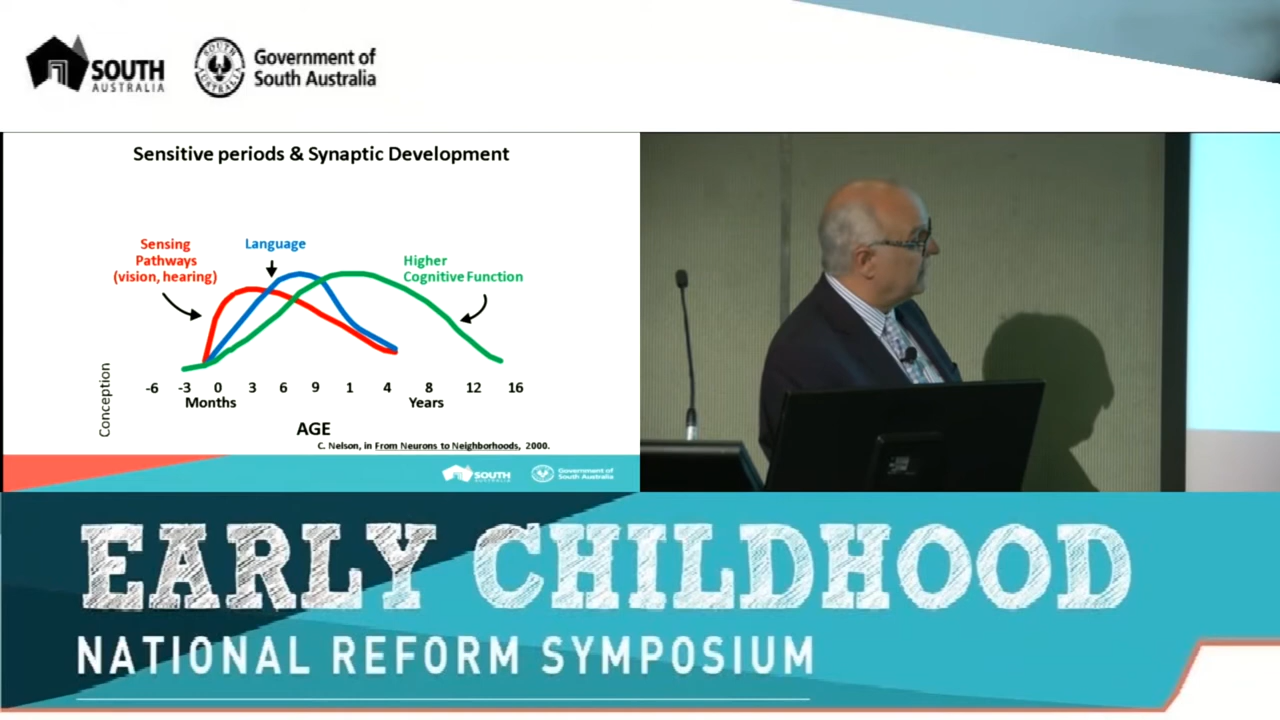 SOUTH
AUSTRALIA
SOUTH AUSTRALIA
Government of
South Australia
Sensitive periods & Synaptic Development
Sensing
Pathways
(vision, hearing)
Language
Higher
Cognitive Function
Conception
-6 -3 0 3 6 9 1 4 8 12 16
Months Years
AGE
C. Nelson, in From Neurons to Neighborhoods, 2000.
SOUTH
Government of
South Australia
EARLY CHILDHOOD
NATIONAL REFORM SYMPOSIUM